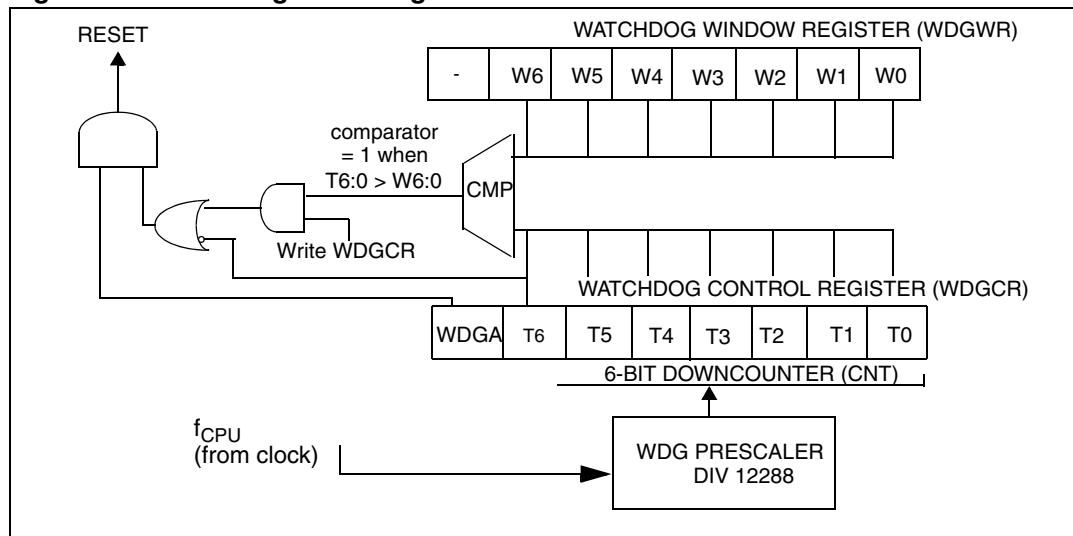 RESET
WATCHDOG WINDOW REGISTER (WDGWR)
- W6 W5 W4 W3 W2 W1 W0
comparator
= 1 when
T6:0 > W6:0
CMP
Write WDGCR
WATCHDOG CONTROL REGISTER (WDGCR)
WDGA T6 T5 T4 T3 T2 T1 T0
6-BIT DOWNCOUNTER (CNT)
fCPU
(from clock)
WDG PRESCALER
DIV 12288